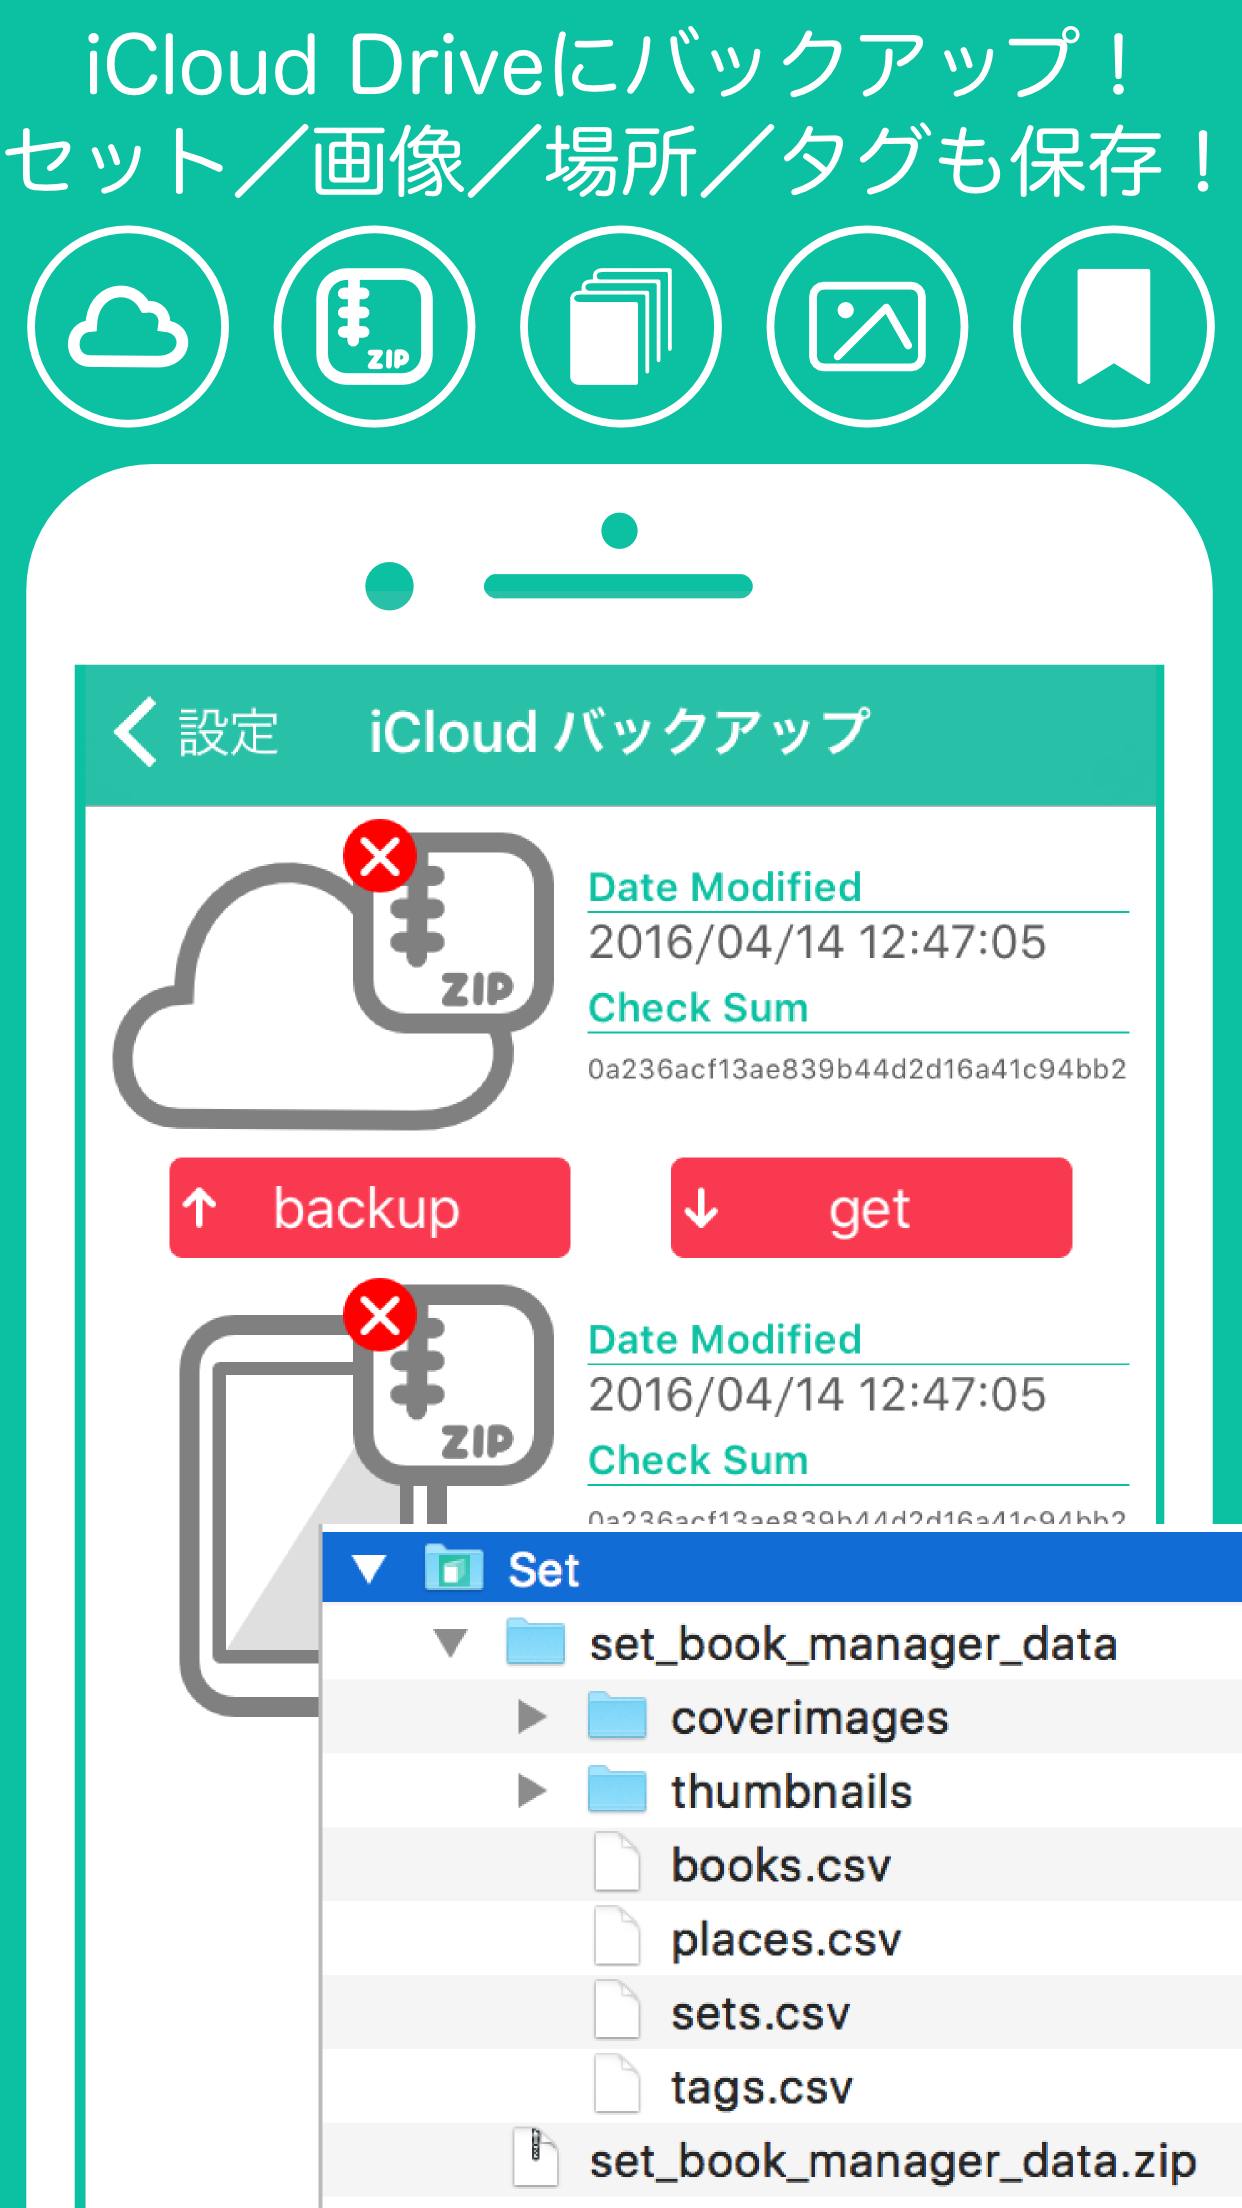 iCloud Driveにバックアップ！
セット／画像／場所／タグも保存！
ZIP
設定
iCloud バックアップ
ZIP
Date Modified
2016/04/14 12:47:05
Check Sum
0a236acf13ae839b44d2d16a41c94bb2
backup
get
ZIP
Date Modified
2016/04/14 12:47:05
Check Sum
0a236acf13ae839b44d2d16a41c94bb2
Set
set_book_manager_data
coverimages
thumbnails
books.csv
places.csv
sets.csv
tags.csv
set_book_manager_data.zip